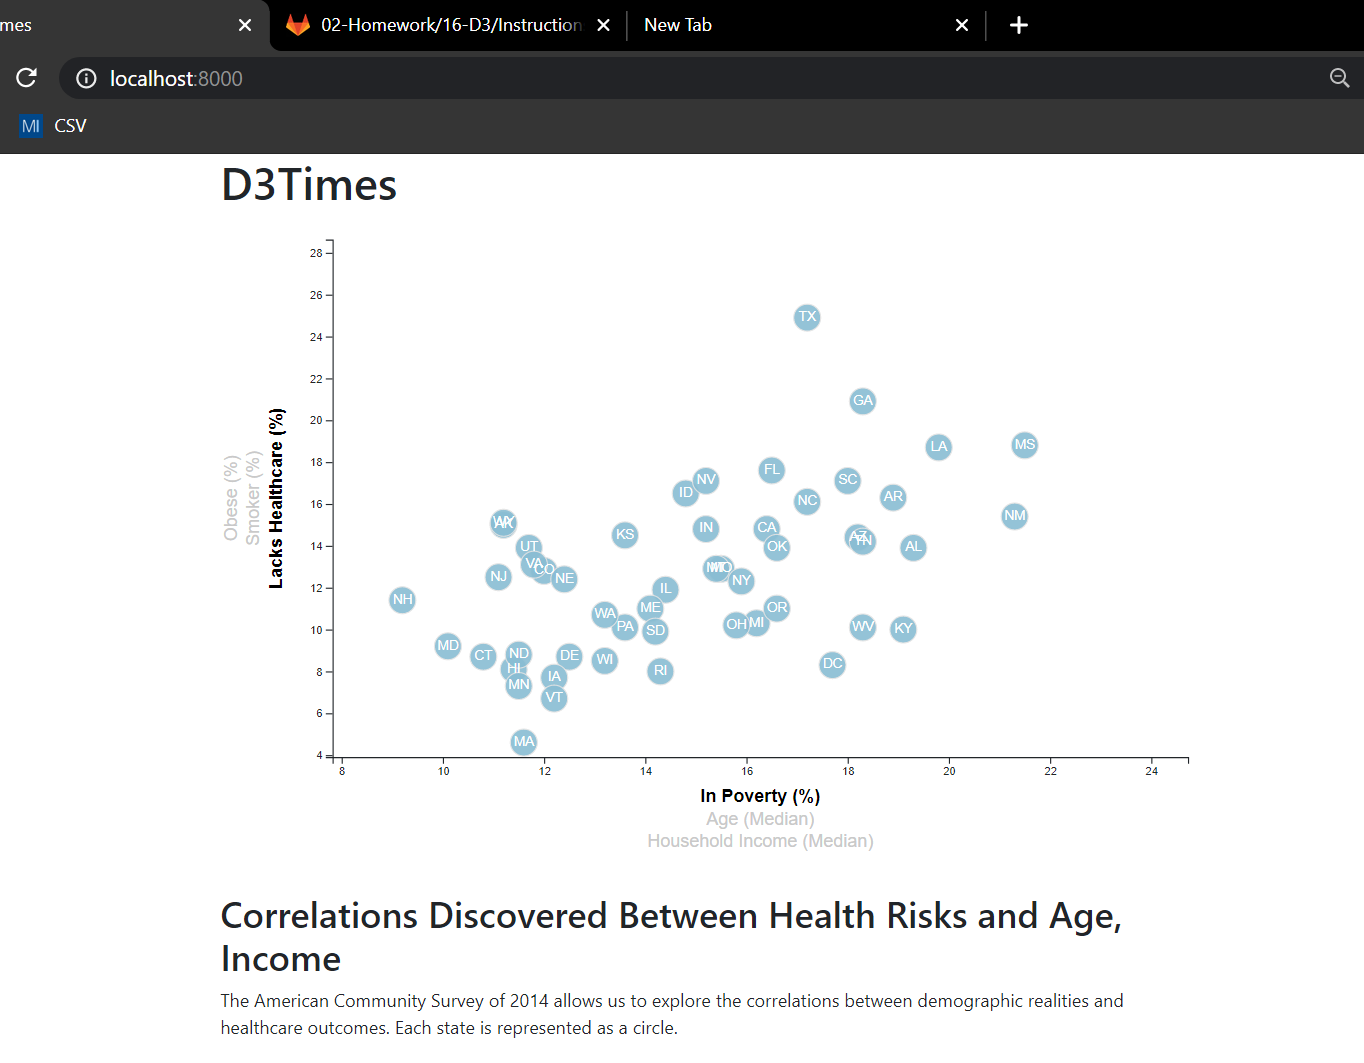 mes
02-Homework/16-D3/Instruction
New Tab
localhost:8000
MI CSV
D3Times
28
26
24
22
20
18
16
14
12
10
8
6
4
Obese (%)
Smoker (%)
Lacks Healthcare (%)
TX
GA
LA
MS
FL
NV
SC
ID
NC
AR
NM
IN
CA
KS
UT
OK
TN
AL
VA
CO
NJ
NE
NY
IL
NH
ME
OR
WA
PA
SD
OH
MI
WV
KY
MD
CT
ND
DE
WI
HI
DC
RI
IA
MN
VT
MA
8
10
12
14
16
18
20
22
24
In Poverty (%)
Age (Median)
Household Income (Median)
Correlations Discovered Between Health Risks and Age,
Income
The American Community Survey of 2014 allows us to explore the correlations between demographic realities and
healthcare outcomes. Each state is represented as a circle.